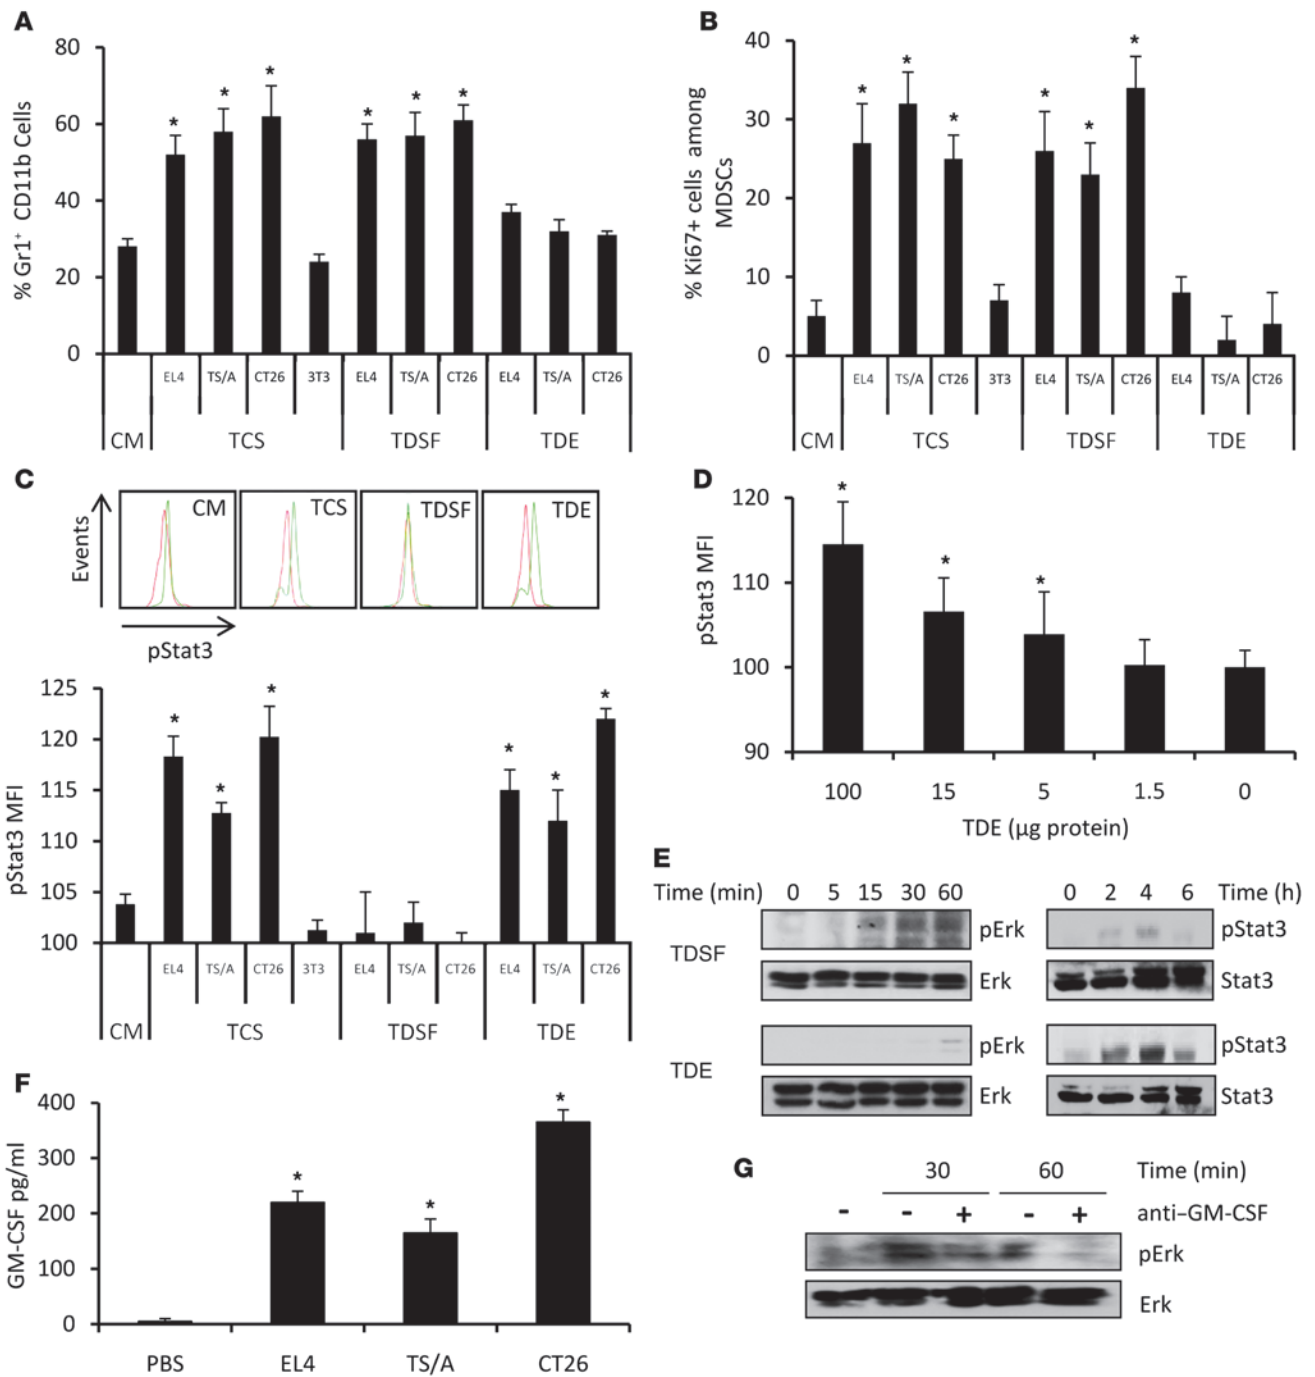 A
% Gr1⁺ CD11b Cells
80
60
40
20
0
* * * * * *
EL4 TS/A CT26 3T3 EL4 TS/A CT26 EL4 TS/A CT26
CM TCS TDSF TDE
B
% Ki67+ cells among
MDSCs
40
30
20
10
0
* * * * * *
EL4 TS/A CT26 3T3 EL4 TS/A CT26 EL4 TS/A CT26
CM TCS TDSF TDE
C
Events
CM TCS TDSF TDE
pStat3
pStat3 MFI
125
120
115
110
105
100
* * * * * *
EL4 TS/A CT26 3T3 EL4 TS/A CT26 EL4 TS/A CT26
CM TCS TDSF TDE
D
pStat3 MFI
120
110
100
90
* * *
100 15 5 1.5 0
TDE (µg protein)
E
Time (min) 0 5 15 30 60
0 2 4 6 Time (h)
TDSF
pErk
pStat3
Erk
Stat3
TDE
pErk
pStat3
Erk
Stat3
F
GM-CSF pg/ml
400
300
200
100
0
* * *
PBS EL4 TS/A CT26
G
30 60 Time (min)
- - + - + anti–GM-CSF
pErk
Erk